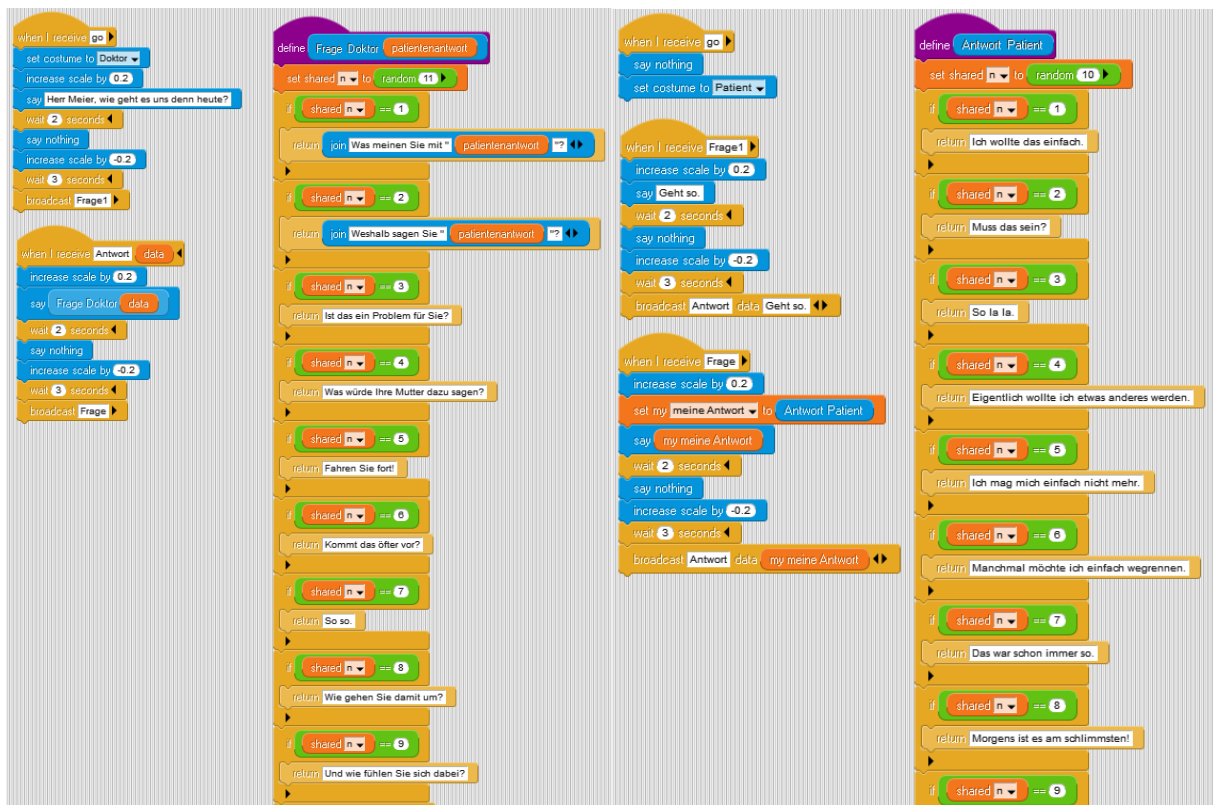 when I receive go
set costume to Doktor
increase scale by 0.2
say Herr Meier, wie geht es uns denn heute?
wait 2 seconds
say nothing
increase scale by -0.2
wait 3 seconds
broadcast Frage1
when I receive Antwort data
increase scale by 0.2
say Frage Doktor data
wait 2 seconds
say nothing
increase scale by -0.2
wait 3 seconds
broadcast Frage
define Frage Doktor patientenantwort
set shared n to random 11
if shared n == 1
return join Was meinen Sie mit " patientenantwort "?
if shared n == 2
return join Weshalb sagen Sie " patientenantwort "?
if shared n == 3
return Ist das ein Problem für Sie?
if shared n == 4
return Was würde Ihre Mutter dazu sagen?
if shared n == 5
return Fahren Sie fort!
if shared n == 6
return Kommt das öfter vor?
if shared n == 7
return So so.
if shared n == 8
return Wie gehen Sie damit um?
if shared n == 9
return Und wie fühlen Sie sich dabei?
when I receive go
say nothing
set costume to Patient
when I receive Frage1
increase scale by 0.2
say Geht so.
wait 2 seconds
say nothing
increase scale by -0.2
wait 3 seconds
broadcast Antwort data Geht so.
when I receive Frage
increase scale by 0.2
set my meine Antwort to Antwort Patient
say my meine Antwort
wait 2 seconds
say nothing
increase scale by -0.2
wait 3 seconds
broadcast Antwort data my meine Antwort
define Antwort Patient
set shared n to random 10
if shared n == 1
return Ich wollte das einfach.
if shared n == 2
return Muss das sein?
if shared n == 3
return So la la.
if shared n == 4
return Eigentlich wollte ich etwas anderes werden.
if shared n == 5
return Ich mag mich einfach nicht mehr.
if shared n == 6
return Manchmal möchte ich einfach wegrennen.
if shared n == 7
return Das war schon immer so.
if shared n == 8
return Morgens ist es am schlimmsten!
if shared n == 9